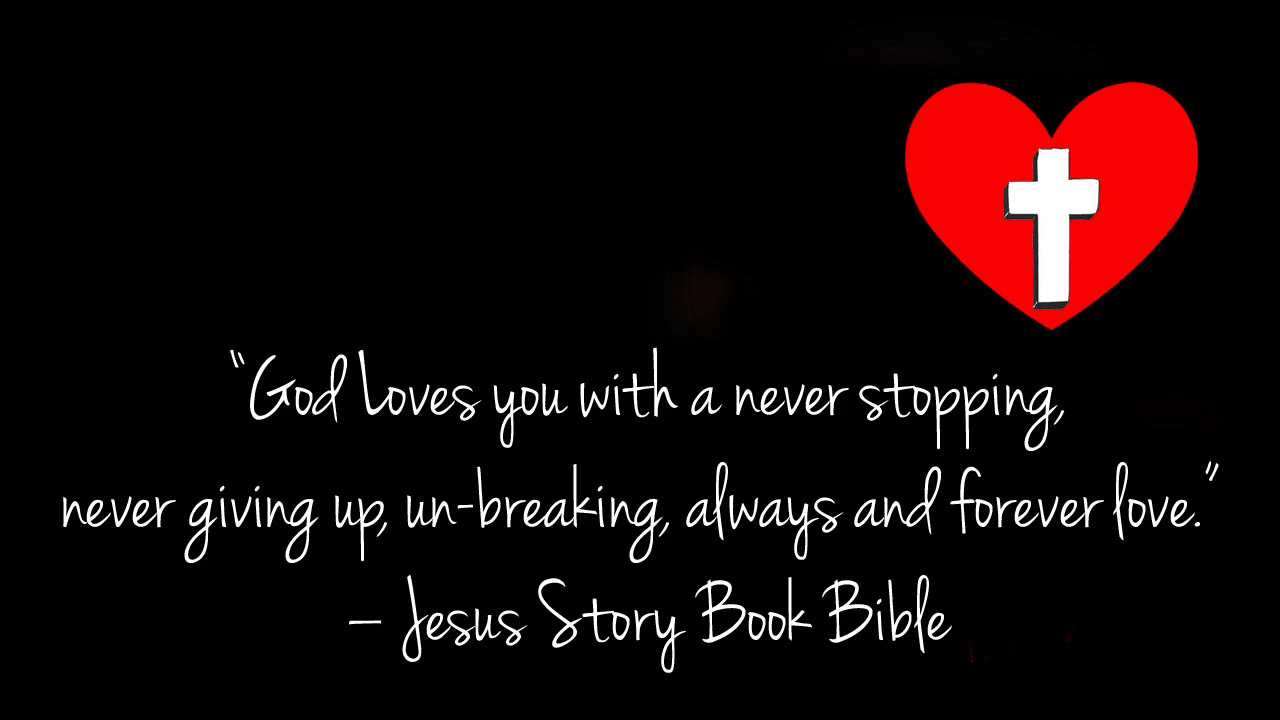 "God Loves you with a never stopping,
never giving up, un-breaking, always and forever love."
– Jesus Story Book Bible